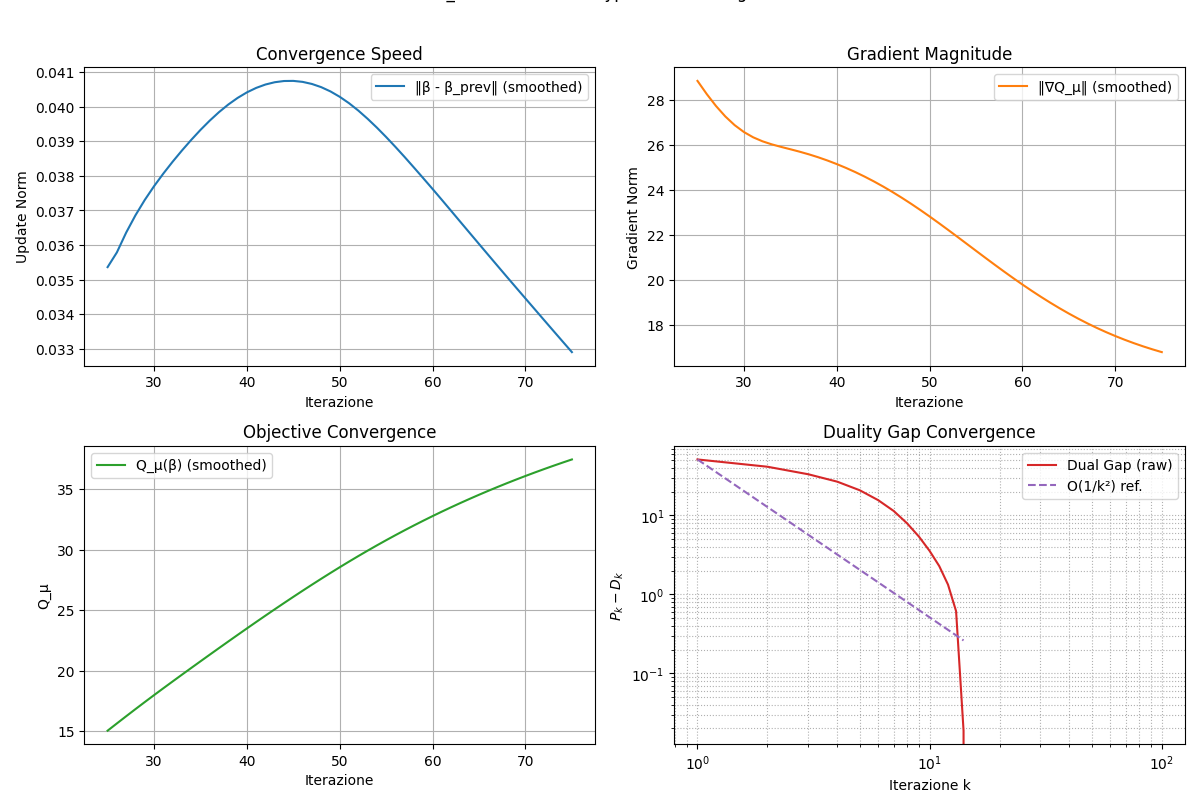 Convergence Speed
0.041
0.040
0.039
0.038
0.037
0.036
0.035
0.034
0.033
Update Norm
‖β - β_prev‖ (smoothed)
30 40 50 60 70
Iterazione
Gradient Magnitude
28
26
24
22
20
18
Gradient Norm
‖∇Q_μ‖ (smoothed)
30 40 50 60 70
Iterazione
Objective Convergence
35
30
25
20
15
Q_μ
Q_μ(β) (smoothed)
30 40 50 60 70
Iterazione
Duality Gap Convergence
10¹
10⁰
10⁻¹
Pₖ − Dₖ
Dual Gap (raw)
O(1/k²) ref.
10⁰ 10¹ 10²
Iterazione k